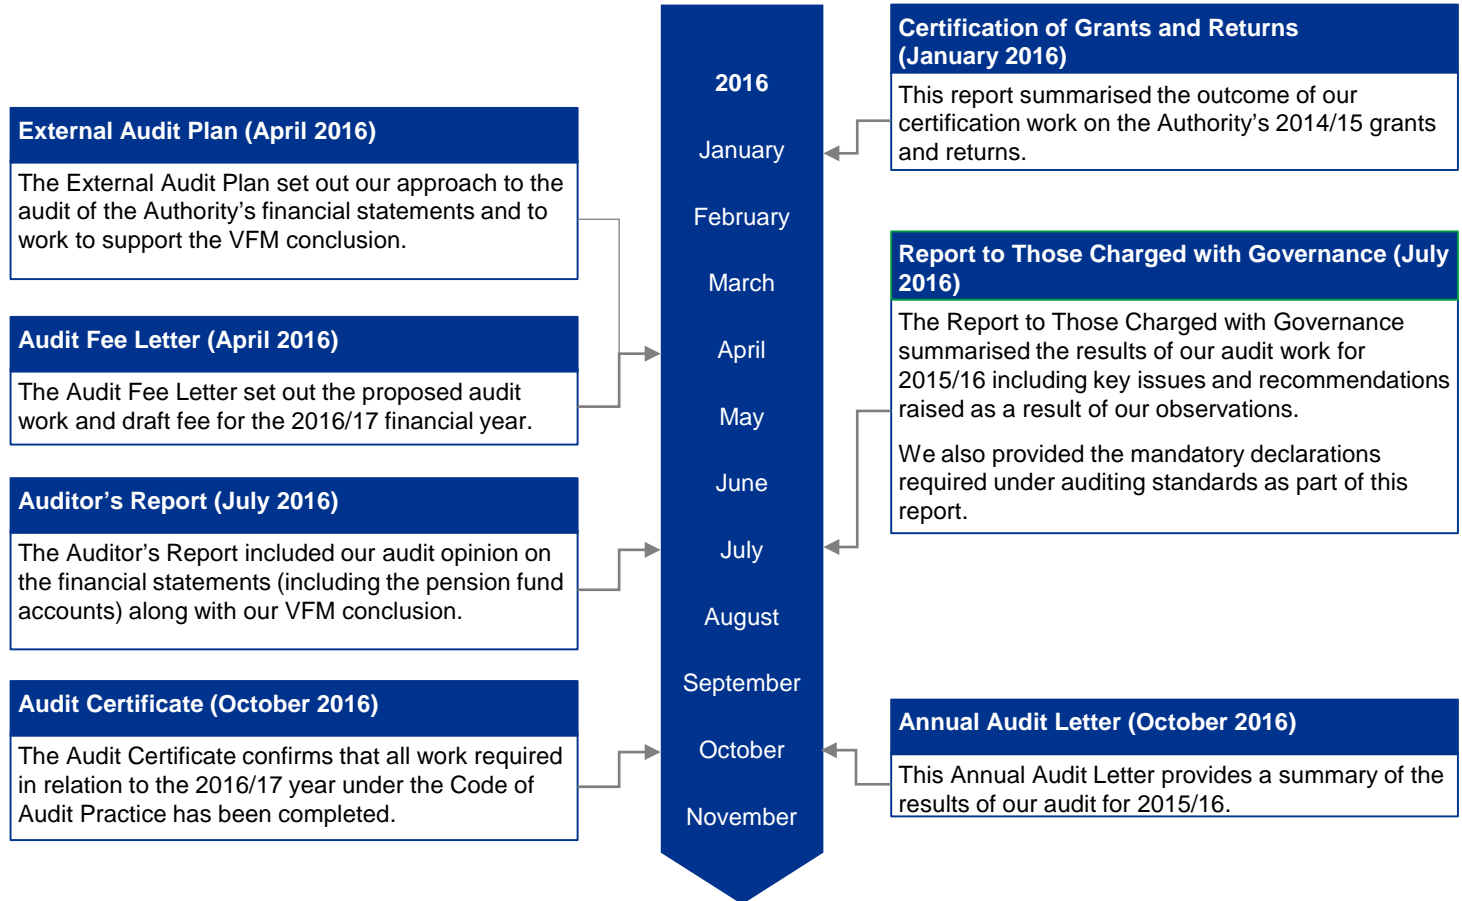 External Audit Plan (April 2016)
The External Audit Plan set out our approach to the
audit of the Authority’s financial statements and to
work to support the VFM conclusion.
Audit Fee Letter (April 2016)
The Audit Fee Letter set out the proposed audit
work and draft fee for the 2016/17 financial year.
Auditor’s Report (July 2016)
The Auditor’s Report included our audit opinion on
the financial statements (including the pension fund
accounts) along with our VFM conclusion.
Audit Certificate (October 2016)
The Audit Certificate confirms that all work required
in relation to the 2016/17 year under the Code of
Audit Practice has been completed.
2016
January
February
March
April
May
June
July
August
September
October
November
Certification of Grants and Returns
(January 2016)
This report summarised the outcome of our
certification work on the Authority’s 2014/15 grants
and returns.
Report to Those Charged with Governance (July
2016)
The Report to Those Charged with Governance
summarised the results of our audit work for
2015/16 including key issues and recommendations
raised as a result of our observations.
We also provided the mandatory declarations
required under auditing standards as part of this
report.
Annual Audit Letter (October 2016)
This Annual Audit Letter provides a summary of the
results of our audit for 2015/16.